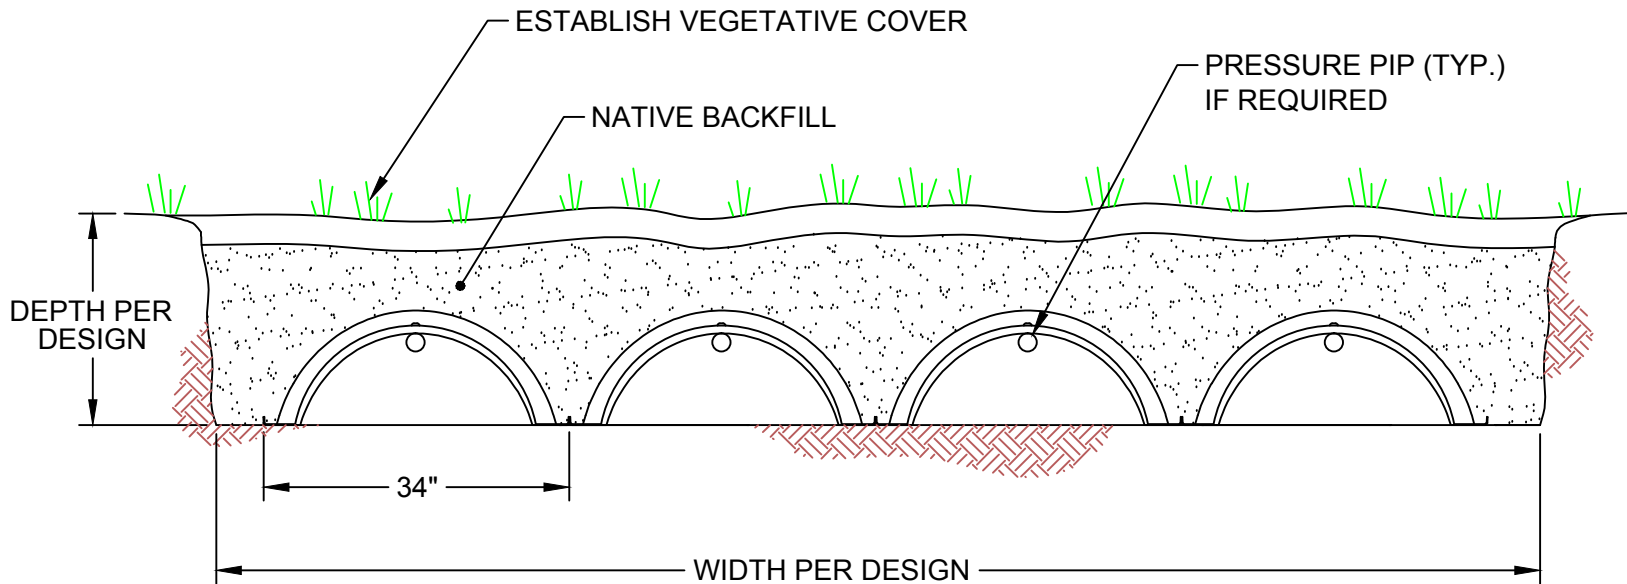 ESTABLISH VEGETATIVE COVER
PRESSURE PIP (TYP.)
IF REQUIRED
NATIVE BACKFILL
DEPTH PER
DESIGN
34"
WIDTH PER DESIGN